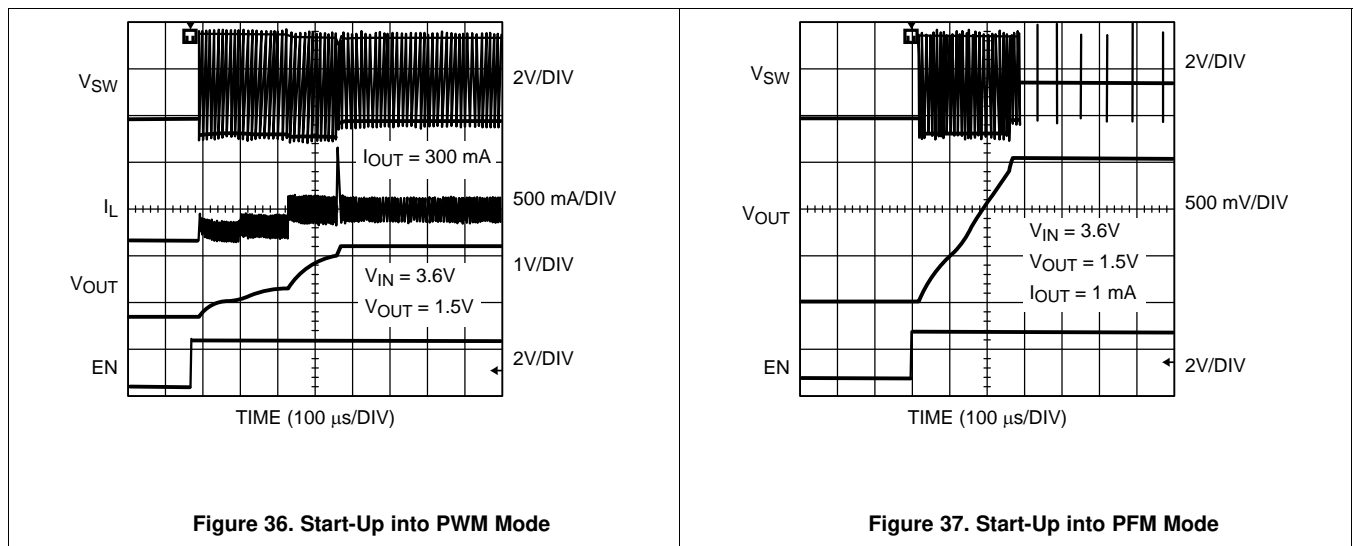 VSW
2V/DIV
IOUT = 300 mA
IL
500 mA/DIV
1V/DIV
VOUT
VIN = 3.6V
VOUT = 1.5V
EN
2V/DIV
TIME (100 μs/DIV)
Figure 36. Start-Up into PWM Mode
VSW
2V/DIV
VOUT
500 mV/DIV
VIN = 3.6V
VOUT = 1.5V
IOUT = 1 mA
EN
2V/DIV
TIME (100 μs/DIV)
Figure 37. Start-Up into PFM Mode